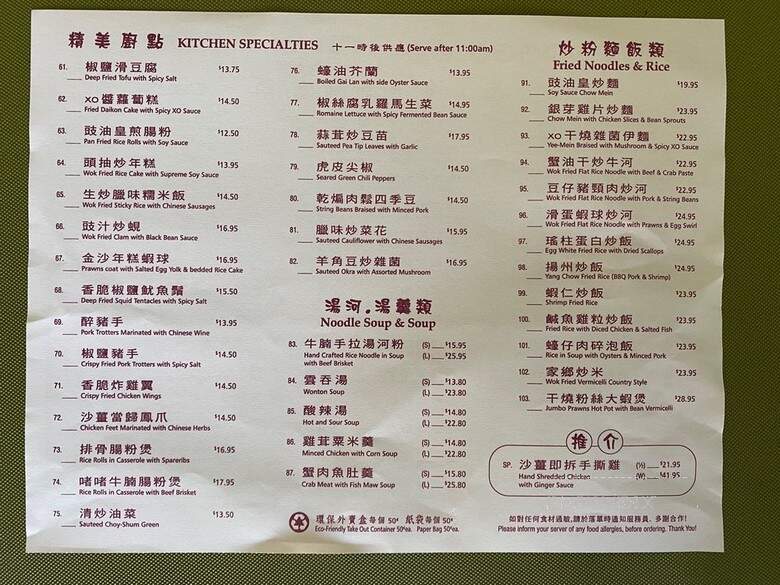 精美廚點 KITCHEN SPECIALTIES 十一時後供應 (Serve after 11:00am)
61. 椒鹽滑豆腐 $13.75
Deep Fried Tofu with Spicy Salt
62. XO醬蘿蔔糕 $14.50
Fried Daikon Cake with Spicy XO Sauce
63. 豉油皇煎腸粉 $12.50
Pan Fried Rice Rolls with Soy Sauce
64. 頭抽炒年糕 $13.95
Wok Fried Rice Cake with Supreme Soy Sauce
65. 生炒臘味糯米飯 $14.50
Wok Fried Sticky Rice with Chinese Sausages
66. 豉汁炒蜆 $16.95
Wok Fried Clam with Black Bean Sauce
67. 金沙年糕蝦球 $16.95
Prawns coat with Salted Egg Yolk & bedded Rice Cake
68. 香脆椒鹽魷魚鬚 $15.50
Deep Fried Squid Tentacles with Spicy Salt
69. 醉豬手 $13.95
Pork Trotters Marinated with Chinese Wine
70. 椒鹽豬手 $14.50
Crispy Fried Pork Trotters with Spicy Salt
71. 香脆炸雞翼 $14.50
Crispy Fried Chicken Wings
72. 沙薑當歸鳳爪 $14.50
Chicken Feet Marinated with Chinese Herbs
73. 排骨腸粉煲 $16.95
Rice Rolls in Casserole with Spareribs
74. 啫啫牛腩腸粉煲 $17.95
Rice Rolls in Casserole with Beef Brisket
75. 清炒油菜 $13.50
Sauteed Choy-Shum Green
76. 蠔油芥蘭 $13.95
Boiled Gai Lan with side Oyster Sauce
77. 椒絲腐乳羅馬生菜 $14.95
Romaine Lettuce with Spicy Fermented Bean Sauce
78. 蒜茸炒豆苗 $17.95
Sauteed Pea Tip Leaves with Garlic
79. 虎皮尖椒 $14.50
Seared Green Chili Peppers
80. 乾煸肉鬆四季豆 $14.50
String Beans Braised with Minced Pork
81. 臘味炒菜花 $15.95
Sauteed Cauliflower with Chinese Sausages
82. 羊角豆炒雜菌 $16.95
Sauteed Okra with Assorted Mushroom
湯河.湯羹類
Noodle Soup & Soup
83. 牛腩手拉湯河粉 (S) $15.95
Hand Crafted Rice Noodle in Soup (L) $25.95
with Beef Brisket
84. 雲吞湯 (S) $13.80
Wonton Soup (L) $23.80
85. 酸辣湯 (S) $14.80
Hot and Sour Soup (L) $22.80
86. 雞茸粟米羹 (S) $14.80
Minced Chicken with Corn Soup (L) $22.80
87. 蟹肉魚肚羹 (S) $15.80
Crab Meat with Fish Maw Soup (L) $25.80
環保外賣盒 每個 50¢ 紙袋 每個 50¢
Eco-Friendly Take Out Container 50¢ea. Paper Bag 50¢ea.
炒粉麵飯類
Fried Noodles & Rice
91. 豉油皇炒麵 $19.95
Soy Sauce Chow Mein
92. 銀芽雞片炒麵 $23.95
Chow Mein with Chicken Slices & Bean Sprouts
93. XO干燒雜菌伊麵 $22.95
Yee-Mein Braised with Mushroom & Spicy XO Sauce
94. 蟹油干炒牛河 $22.95
Wok Fried Flat Rice Noodle with Beef & Crab Paste
95. 豆仔豬頸肉炒河 $22.95
Wok Fried Flat Rice Noodle with Pork & String Beans
96. 滑蛋蝦球炒河 $24.95
Wok Fried Flat Rice Noodle with Prawns & Egg Swirl
97. 瑤柱蛋白炒飯 $24.95
Egg White Fried Rice with Dried Scallops
98. 揚州炒飯 $24.95
Yang Chow Fried Rice (BBQ Pork & Shrimp)
99. 蝦仁炒飯 $23.95
Shrimp Fried Rice
100. 鹹魚雞粒炒飯 $23.95
Fried Rice with Diced Chicken & Salted Fish
101. 蠔仔肉碎泡飯 $23.95
Rice in Soup with Oysters & Minced Pork
102. 家鄉炒米 $23.95
Wok Fried Vermicelli Country Style
103. 干燒粉絲大蝦煲 $28.95
Jumbo Prawns Hot Pot with Bean Vermicelli
推介
SP. 沙薑即拆手撕雞 (½) $21.95
Hand Shredded Chicken (W) $41.95
with Ginger Sauce
如對任何食材過敏,請於落單時通知服務員, 多謝合作!
Please inform your server of any food allergies, before ordering. Thank You!